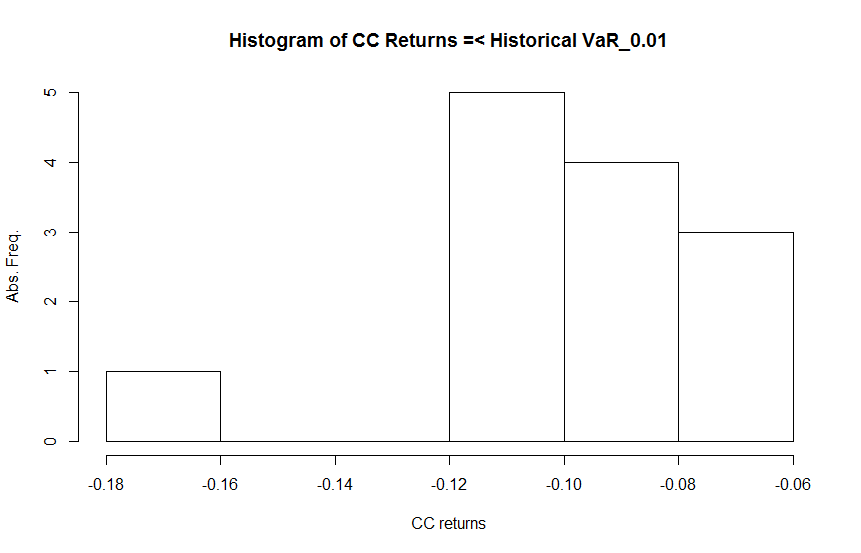 Histogram of CC Returns =< Historical VaR_0.01
Abs. Freq.
5
4
3
2
1
0
-0.18 -0.16 -0.14 -0.12 -0.10 -0.08 -0.06
CC returns